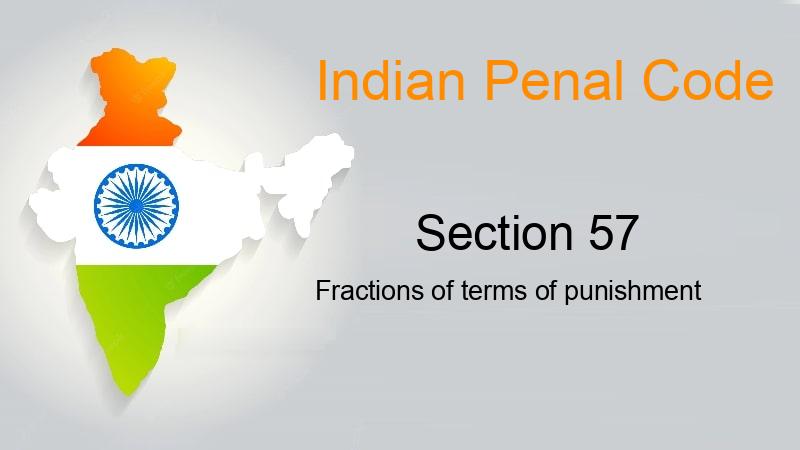 Indian Penal Code
Section 57
Fractions of terms of punishment